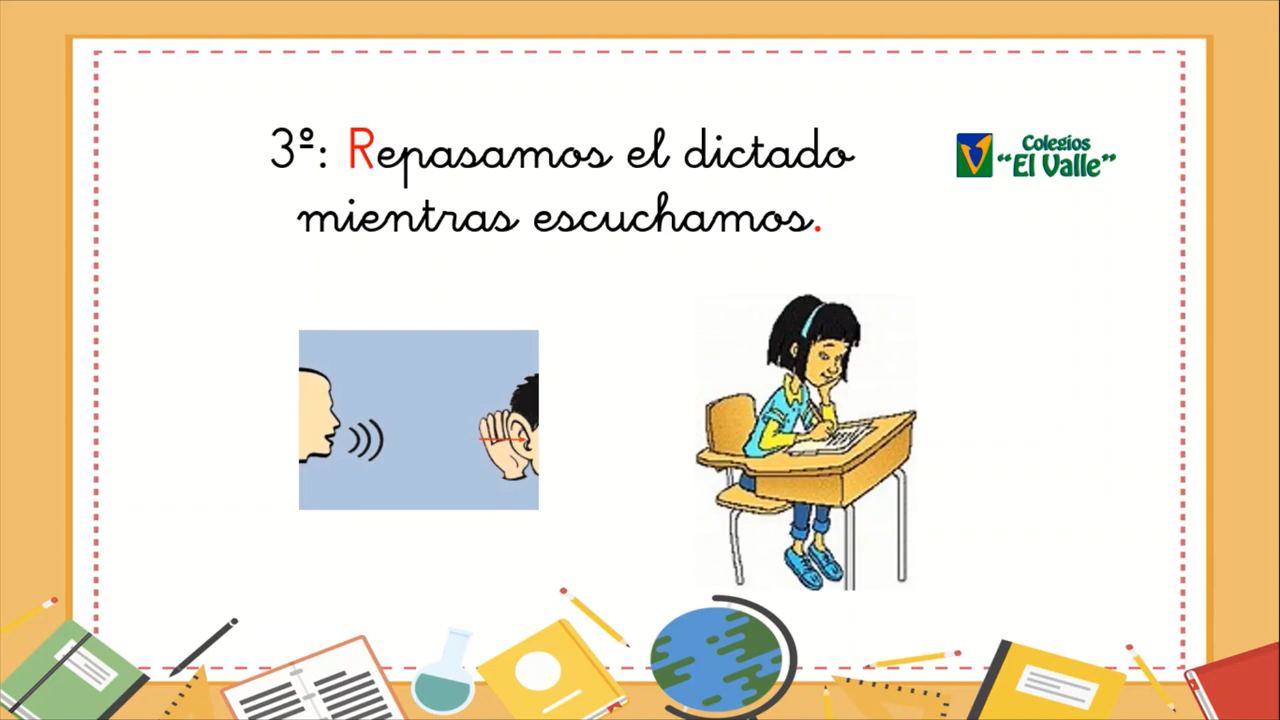 3º: Repasamos el dictado
mientras escuchamos.
Colegios
“El Valle”